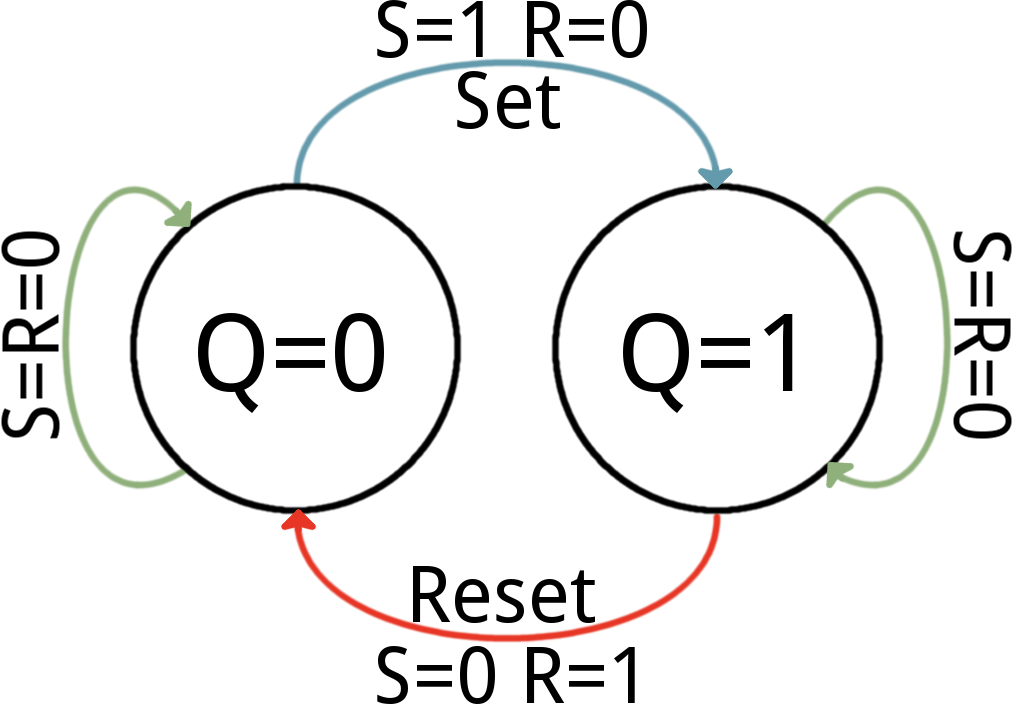 S=1 R=0
Set
S=R=0
Q=0
Q=1
S=R=0
Reset
S=0 R=1